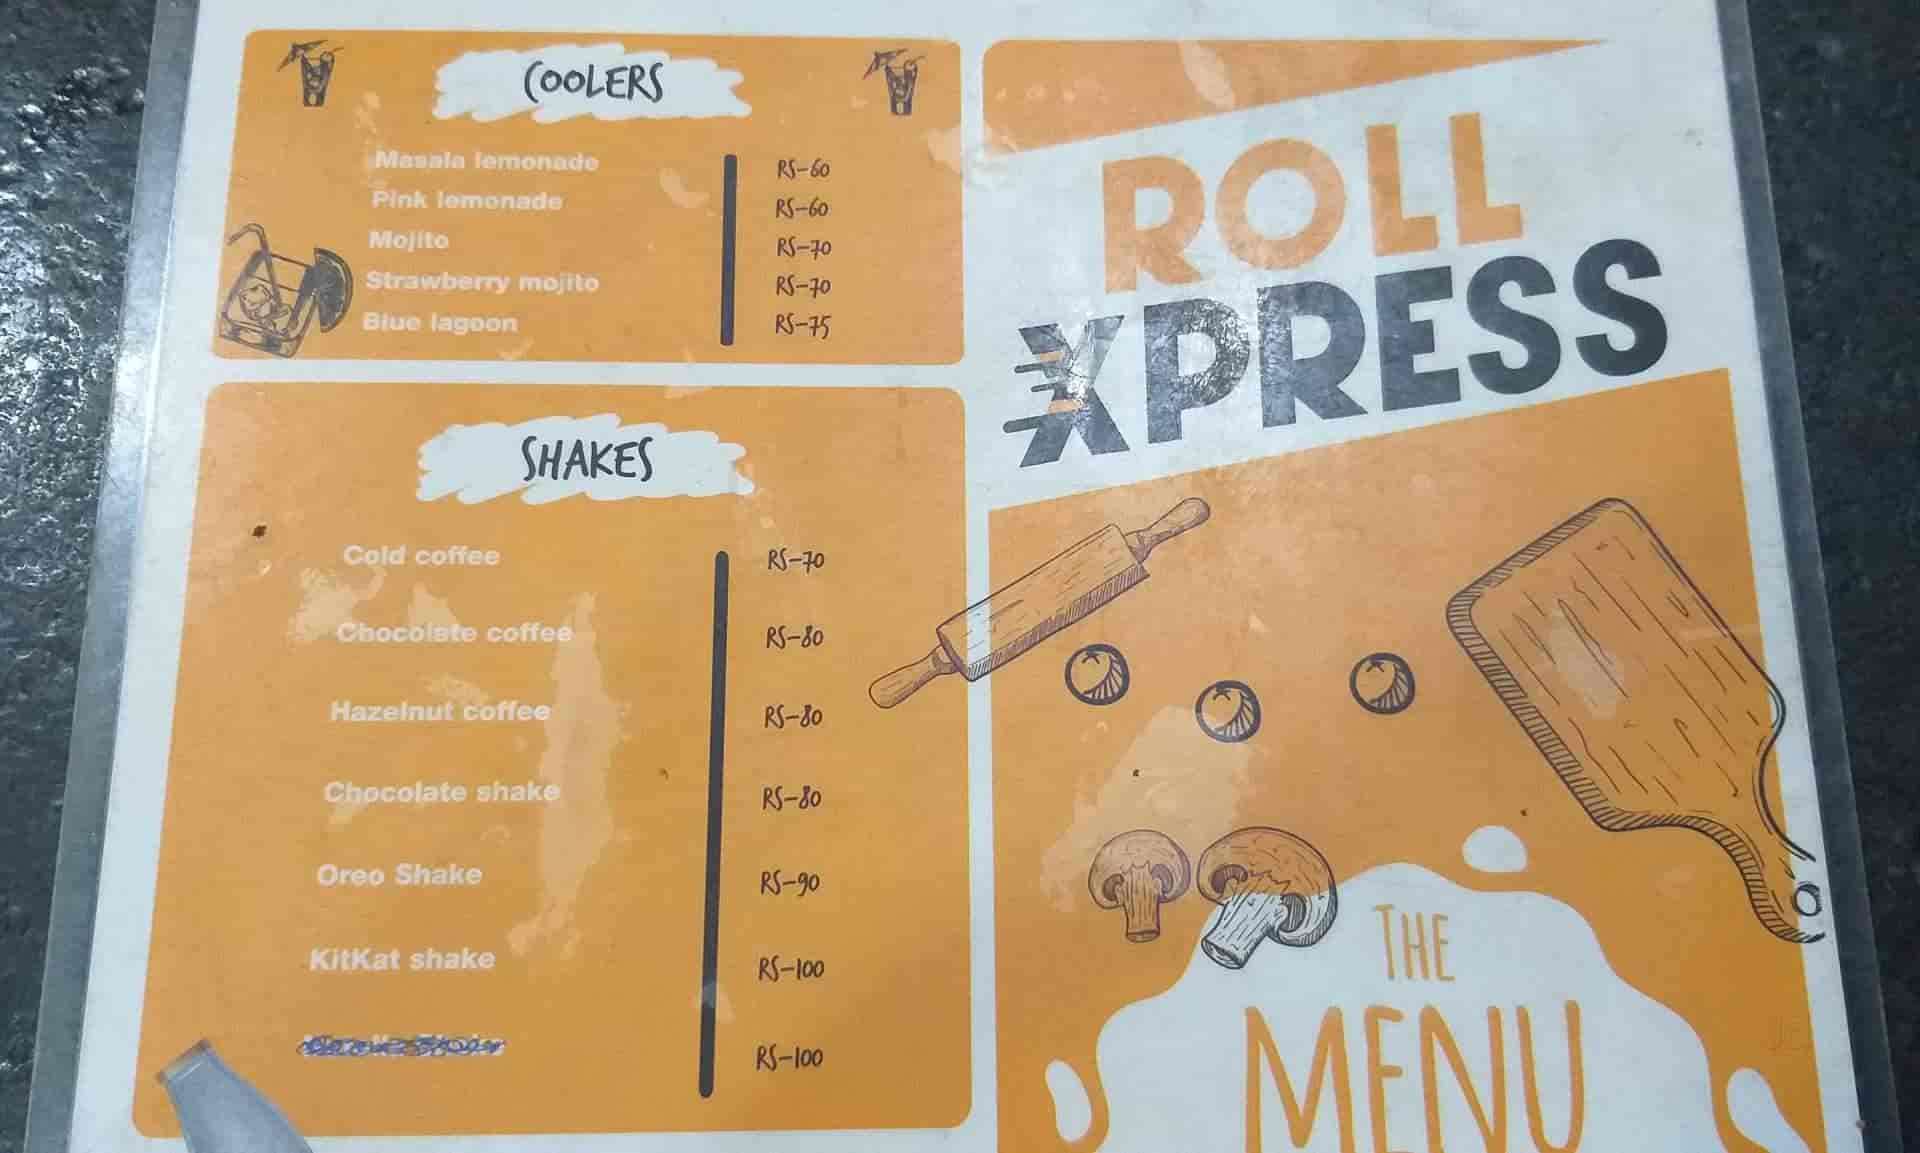 COOLERS
Masala lemonade RS-60
Pink lemonade RS-60
Mojito RS-70
Strawberry mojito RS-70
Blue lagoon RS-75
SHAKES
Cold coffee RS-70
Chocolate coffee RS-80
Hazelnut coffee RS-80
Chocolate shake RS-80
Oreo Shake RS-90
KitKat shake RS-100
RS-100
ROLL
XPRESS
THE
MENU